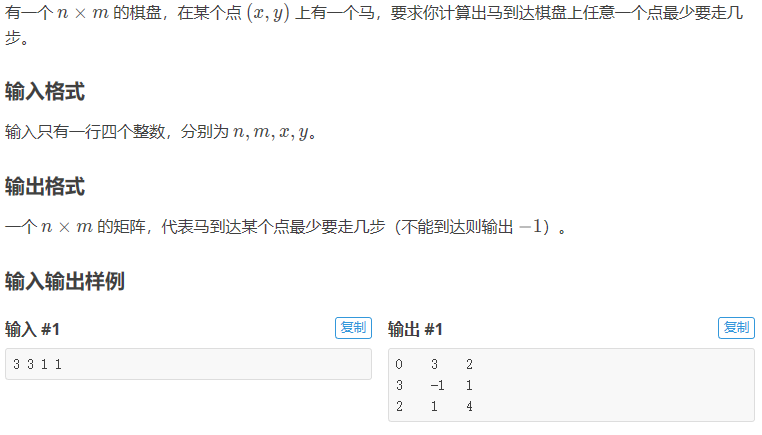 有一个 n × m 的棋盘，在某个点 (x, y) 上有一个马，要求你计算出马到达棋盘上任意一个点最少要走几
步。
输入格式
输入只有一行四个整数，分别为 n, m, x, y。
输出格式
一个 n × m 的矩阵，代表马到达某个点最少要走几步（不能到达则输出 −1）。
输入输出样例
输入 #1 复制
3 3 1 1
输出 #1 复制
0 3 2
3 -1 1
2 1 4